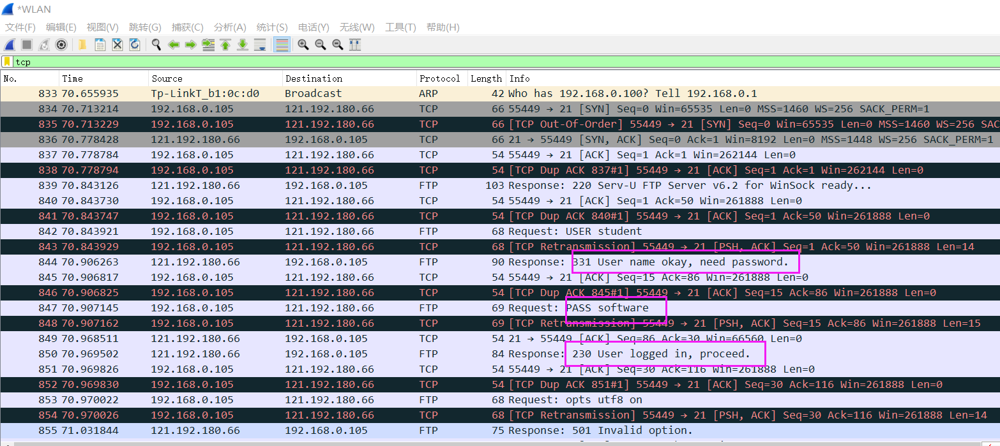 *WLAN
文件(F) 编辑(E) 视图(V) 跳转(G) 捕获(C) 分析(A) 统计(S) 电话(Y) 无线(W) 工具(T) 帮助(H)
tcp
No. Time Source Destination Protocol Length Info
833 70.655935 Tp-LinkT_b1:0c:d0 Broadcast ARP 42 Who has 192.168.0.100? Tell 192.168.0.1
834 70.713214 192.168.0.105 121.192.180.66 TCP 66 55449 → 21 [SYN] Seq=0 Win=65535 Len=0 MSS=1460 WS=256 SACK_PERM=1
835 70.713229 192.168.0.105 121.192.180.66 TCP 66 [TCP Out-Of-Order] 55449 → 21 [SYN] Seq=0 Win=65535 Len=0 MSS=1460 WS=256 SAC
836 70.778428 121.192.180.66 192.168.0.105 TCP 66 21 → 55449 [SYN, ACK] Seq=0 Ack=1 Win=8192 Len=0 MSS=1448 WS=256 SACK_PERM=1
837 70.778784 192.168.0.105 121.192.180.66 TCP 54 55449 → 21 [ACK] Seq=1 Ack=1 Win=262144 Len=0
838 70.778794 192.168.0.105 121.192.180.66 TCP 54 [TCP Dup ACK 837#1] 55449 → 21 [ACK] Seq=1 Ack=1 Win=262144 Len=0
839 70.843126 121.192.180.66 192.168.0.105 FTP 103 Response: 220 Serv-U FTP Server v6.2 for WinSock ready...
840 70.843730 192.168.0.105 121.192.180.66 TCP 54 55449 → 21 [ACK] Seq=1 Ack=50 Win=261888 Len=0
841 70.843747 192.168.0.105 121.192.180.66 TCP 54 [TCP Dup ACK 840#1] 55449 → 21 [ACK] Seq=1 Ack=50 Win=261888 Len=0
842 70.843921 192.168.0.105 121.192.180.66 FTP 68 Request: USER student
843 70.843929 192.168.0.105 121.192.180.66 TCP 68 [TCP Retransmission] 55449 → 21 [PSH, ACK] Seq=1 Ack=50 Win=261888 Len=14
844 70.906263 121.192.180.66 192.168.0.105 FTP 90 Response: 331 User name okay, need password.
845 70.906817 192.168.0.105 121.192.180.66 TCP 54 55449 → 21 [ACK] Seq=15 Ack=86 Win=261888 Len=0
846 70.906825 192.168.0.105 121.192.180.66 TCP 54 [TCP Dup ACK 845#1] 55449 → 21 [ACK] Seq=15 Ack=86 Win=261888 Len=0
847 70.907145 192.168.0.105 121.192.180.66 FTP 69 Request: PASS software
848 70.907162 192.168.0.105 121.192.180.66 TCP 69 [TCP Retransmission] 55449 → 21 [PSH, ACK] Seq=15 Ack=86 Win=261888 Len=15
849 70.968511 121.192.180.66 192.168.0.105 TCP 54 21 → 55449 [ACK] Seq=86 Ack=30 Win=66560 Len=0
850 70.969502 121.192.180.66 192.168.0.105 FTP 84 Response: 230 User logged in, proceed.
851 70.969826 192.168.0.105 121.192.180.66 TCP 54 55449 → 21 [ACK] Seq=30 Ack=116 Win=261888 Len=0
852 70.969830 192.168.0.105 121.192.180.66 TCP 54 [TCP Dup ACK 851#1] 55449 → 21 [ACK] Seq=30 Ack=116 Win=261888 Len=0
853 70.970022 192.168.0.105 121.192.180.66 FTP 68 Request: opts utf8 on
854 70.970026 192.168.0.105 121.192.180.66 TCP 68 [TCP Retransmission] 55449 → 21 [PSH, ACK] Seq=30 Ack=116 Win=261888 Len=14
855 71.031844 121.192.180.66 192.168.0.105 FTP 75 Response: 501 Invalid option.